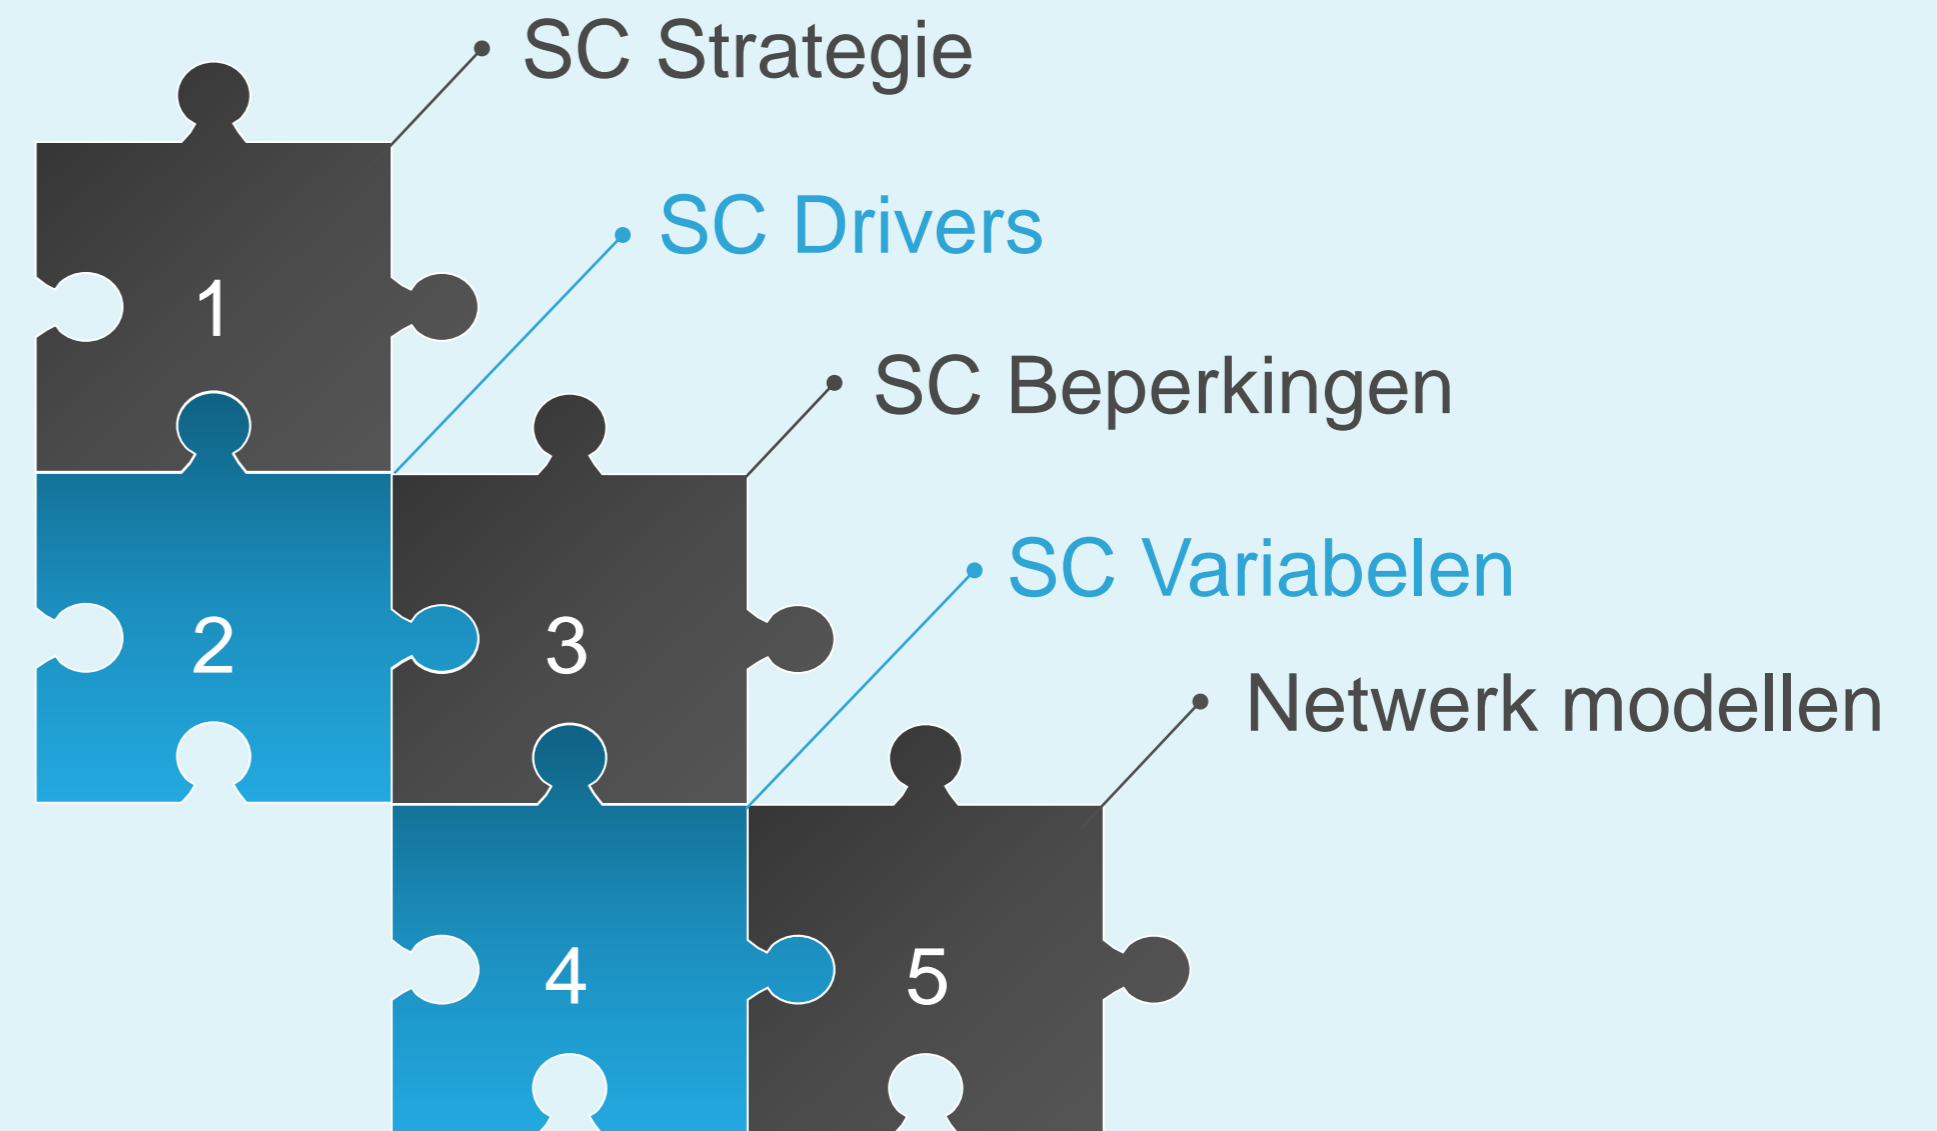 SC Strategie
SC Drivers
1
SC Beperkingen
SC Variabelen
2
3
Netwerk modellen
4
5